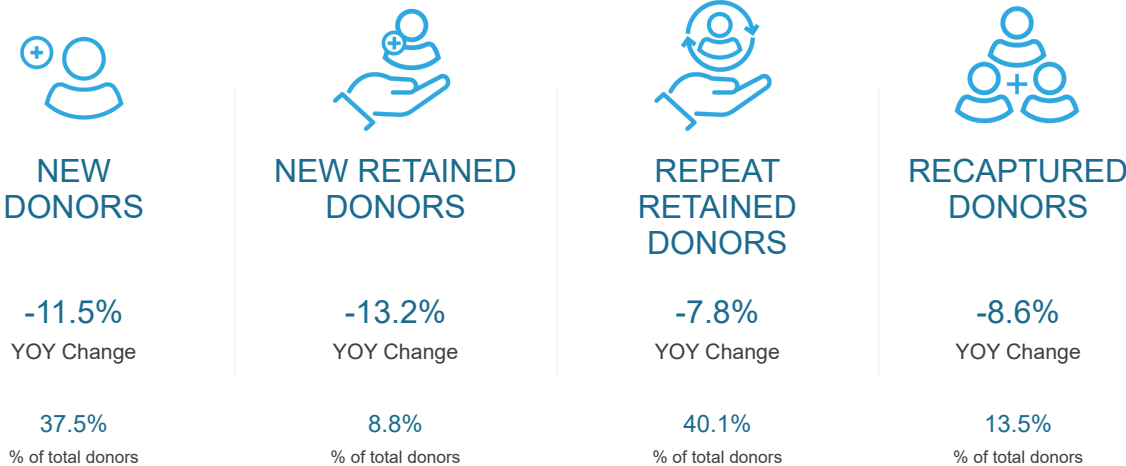 NEW
DONORS
-11.5%
YOY Change
37.5%
% of total donors
NEW RETAINED
DONORS
-13.2%
YOY Change
8.8%
% of total donors
REPEAT
RETAINED
DONORS
-7.8%
YOY Change
40.1%
% of total donors
RECAPTURED
DONORS
-8.6%
YOY Change
13.5%
% of total donors